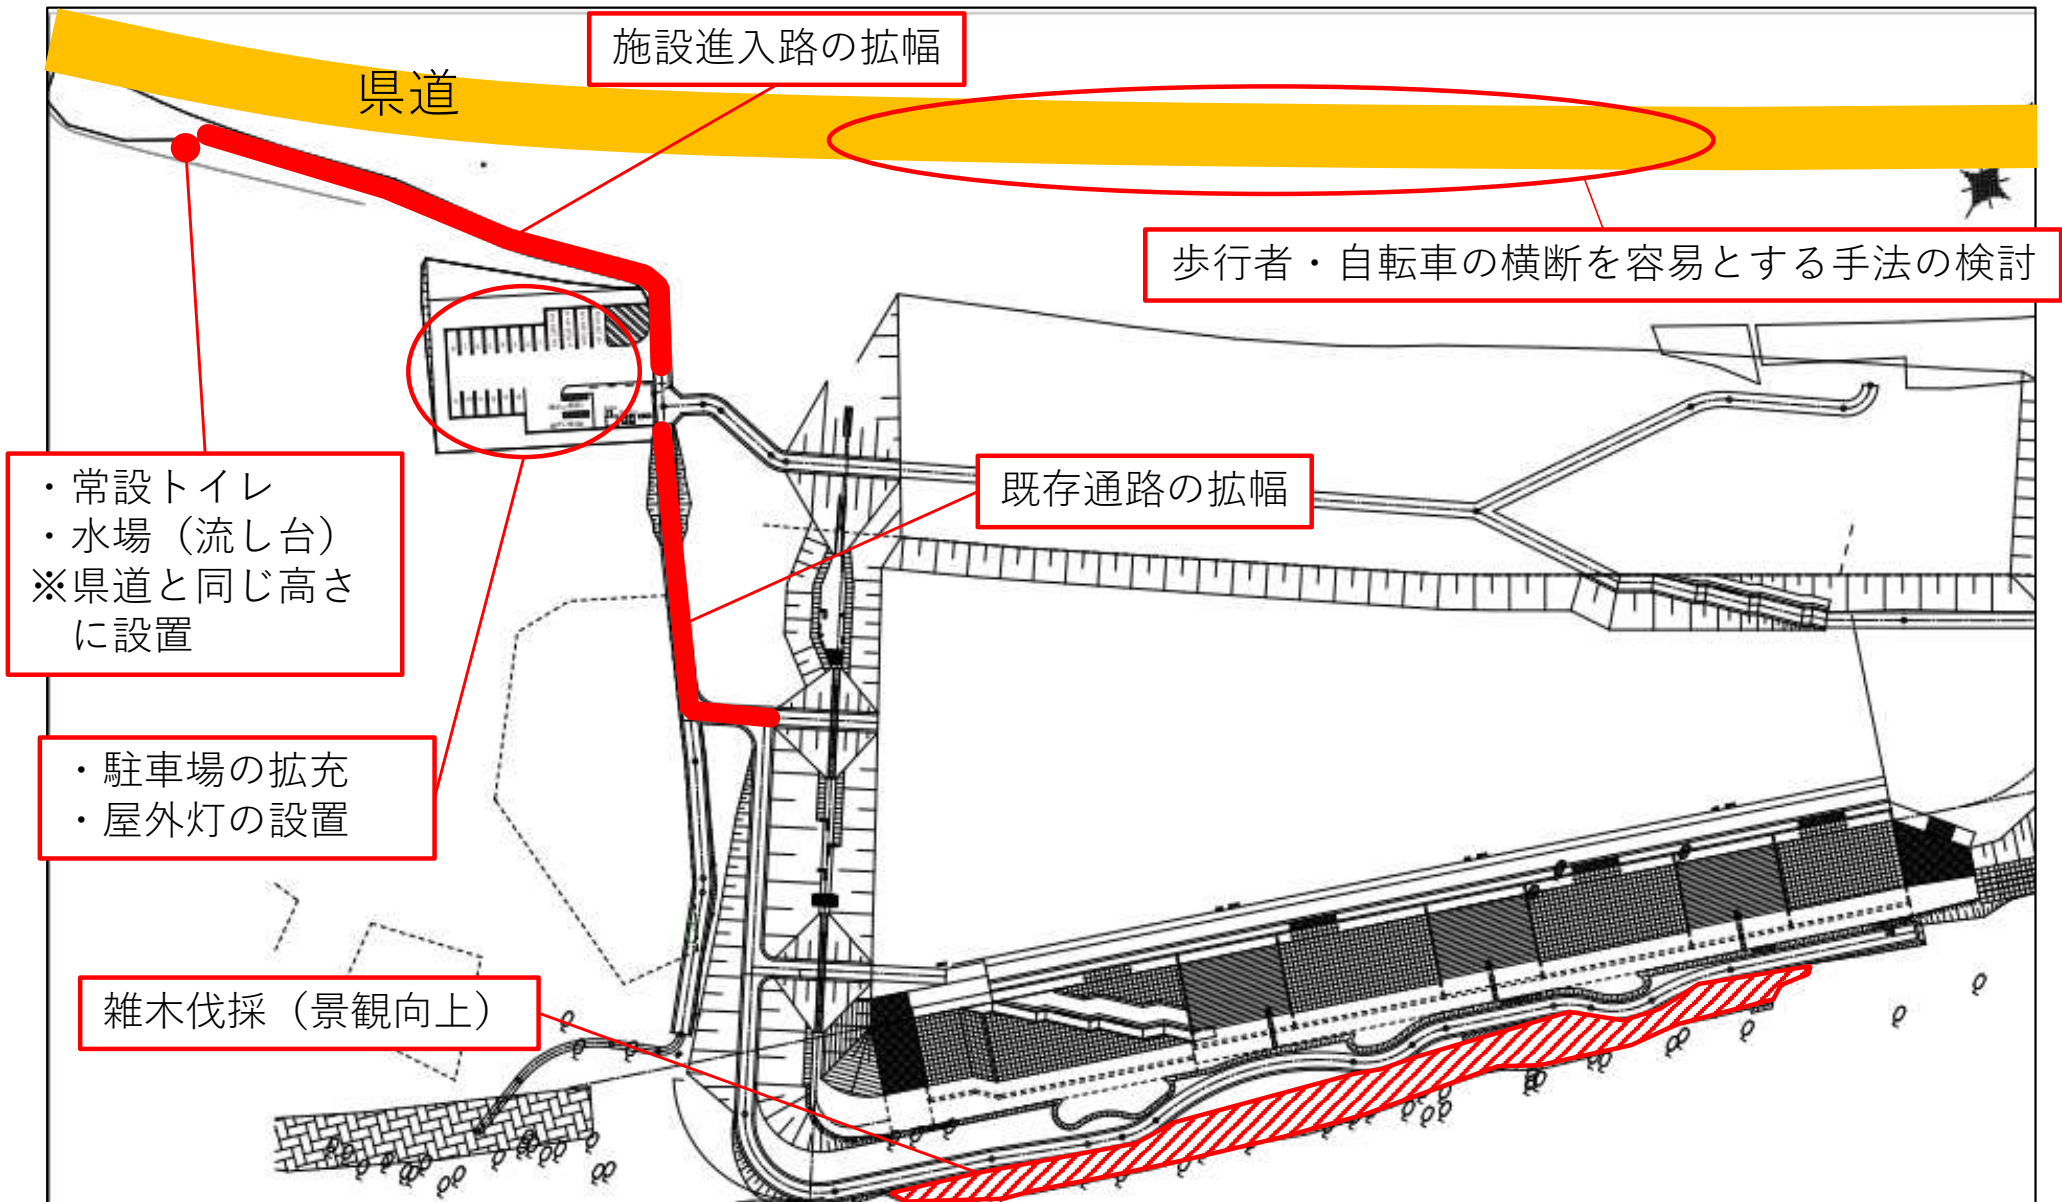 施設進入路の拡幅
県道
歩行者・自転車の横断を容易とする手法の検討
・常設トイレ
・水場（流し台）
※県道と同じ高さ
に設置
既存通路の拡幅
・駐車場の拡充
・屋外灯の設置
雑木伐採（景観向上）